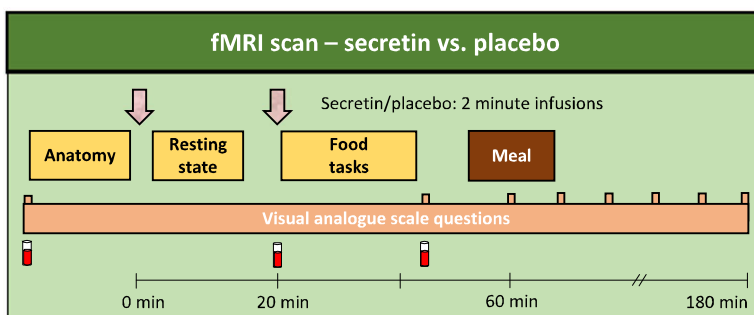 fMRI scan – secretin vs. placebo
Secretin/placebo: 2 minute infusions
Anatomy
Resting
state
Food
tasks
Meal
Visual analogue scale questions
0 min
20 min
60 min
180 min